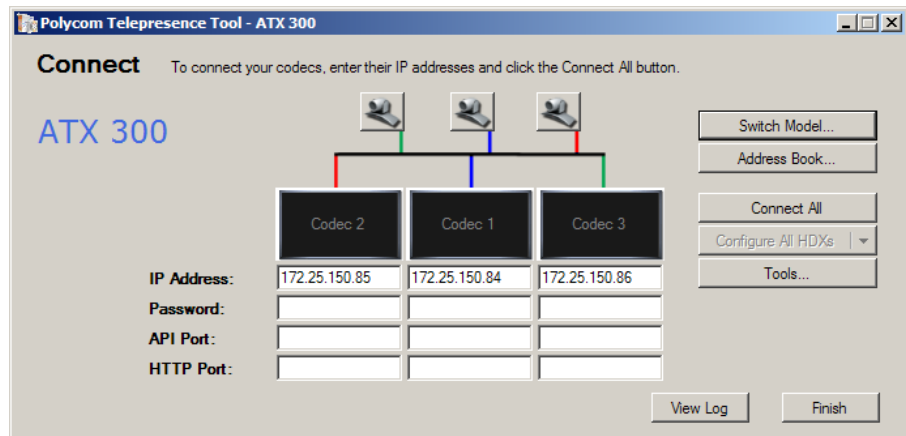 Polycom Telepresence Tool - ATX 300
Connect To connect your codecs, enter their IP addresses and click the Connect All button.
ATX 300
Switch Model...
Address Book...
Codec 2 Codec 1 Codec 3
Connect All
Configure All HDXs
IP Address: 172.25.150.85 172.25.150.84 172.25.150.86
Tools...
Password:
API Port:
HTTP Port:
View Log Finish